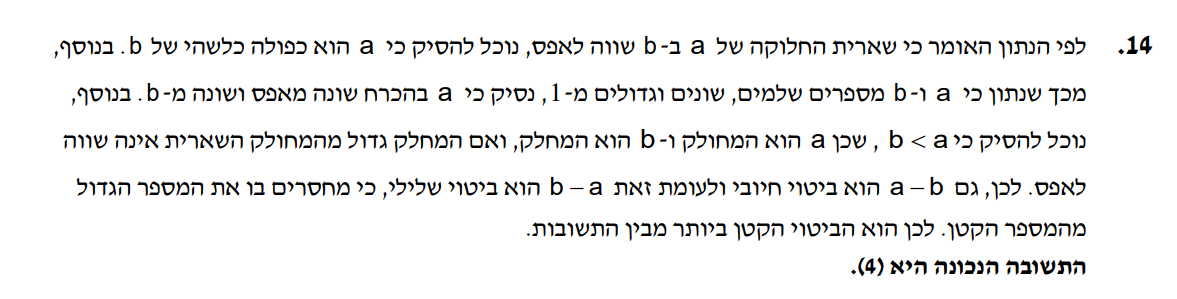 14. לפי הנתון האומר כי שארית החלוקה של a ב-b שווה לאפס, נוכל להסיק כי a הוא כפולה כלשהי של b. בנוסף,
מכך שנתון כי a ו-b מספרים שלמים, שונים וגדולים מ-1, נסיק כי a בהכרח שונה מאפס ושונה מ-b. בנוסף,
נוכל להסיק כי b < a , שכן a הוא המחולק ו-b הוא המחלק, ואם המחלק גדול מהמחולק השארית אינה שווה
לאפס. לכן, גם a – b הוא ביטוי חיובי ולעומת זאת b – a הוא ביטוי שלילי, כי מחסרים בו את המספר הגדול
מהמספר הקטן. לכן הוא הביטוי הקטן ביותר מבין התשובות.
התשובה הנכונה היא (4).